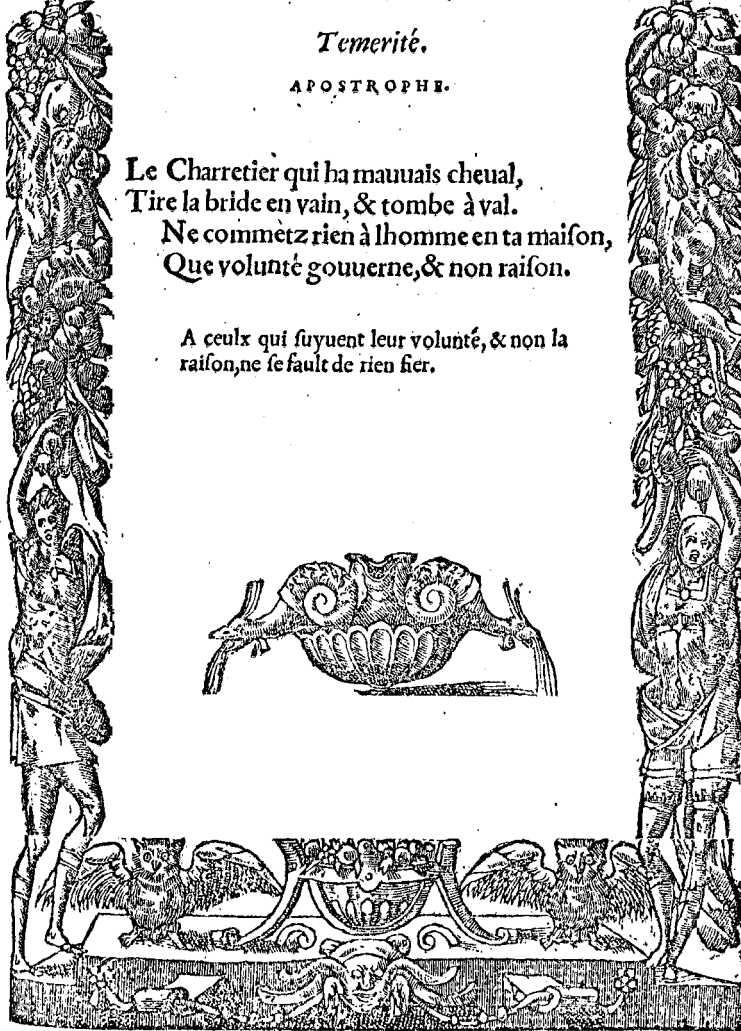 Temerité.
APOSTROPHE.
Le Charretier qui ha mauuais cheual,
Tire la bride en vain, & tombe à val.
Ne commètz rien à lhomme en ta maiſon,
Que volunté gouuerne, & non raiſon.
A ceulx qui ſuyuent leur volunté, & non la
raiſon, ne ſe fault de rien fier.